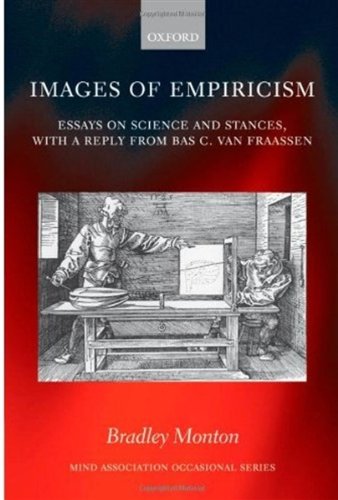 OXFORD
IMAGES OF EMPIRICISM
ESSAYS ON SCIENCE AND STANCES,
WITH A REPLY FROM BAS C. VAN FRAASSEN
Bradley Monton
MIND ASSOCIATION OCCASIONAL SERIES